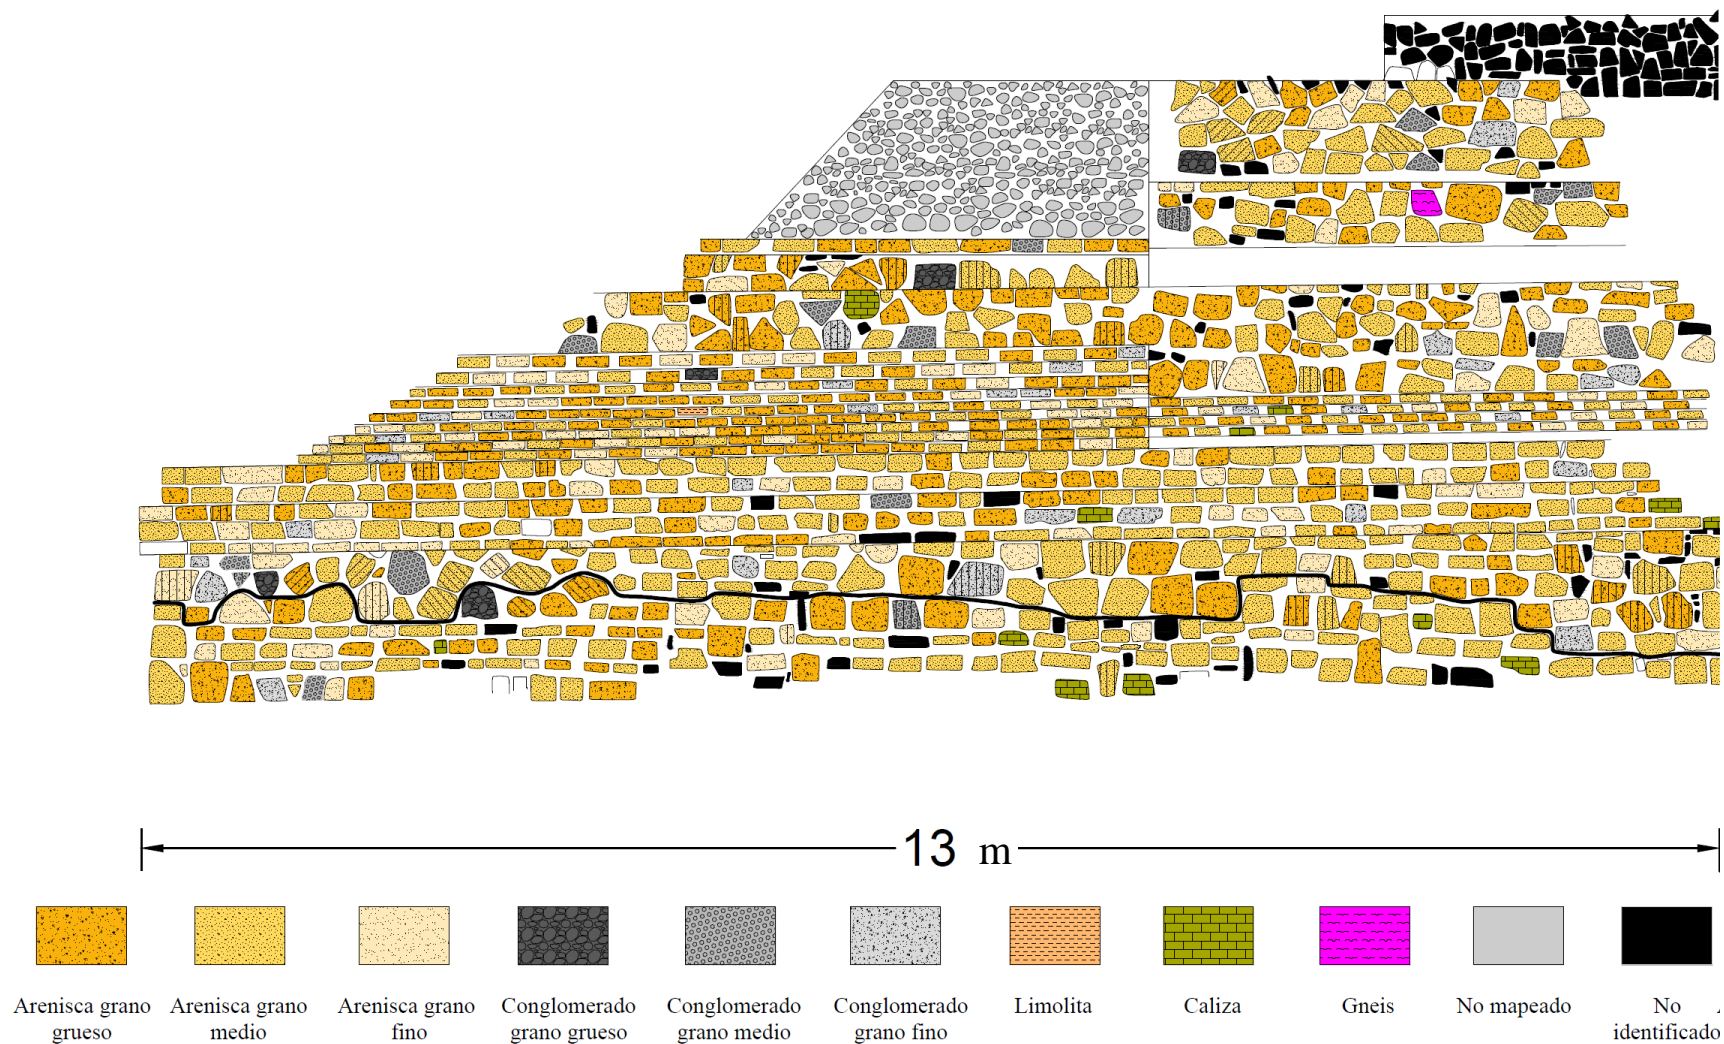 13 m
Arenisca grano
grueso
Arenisca grano
medio
Arenisca grano
fino
Conglomerado
grano grueso
Conglomerado
grano medio
Conglomerado
grano fino
Limolita
Caliza
Gneis
No mapeado
No
identificado